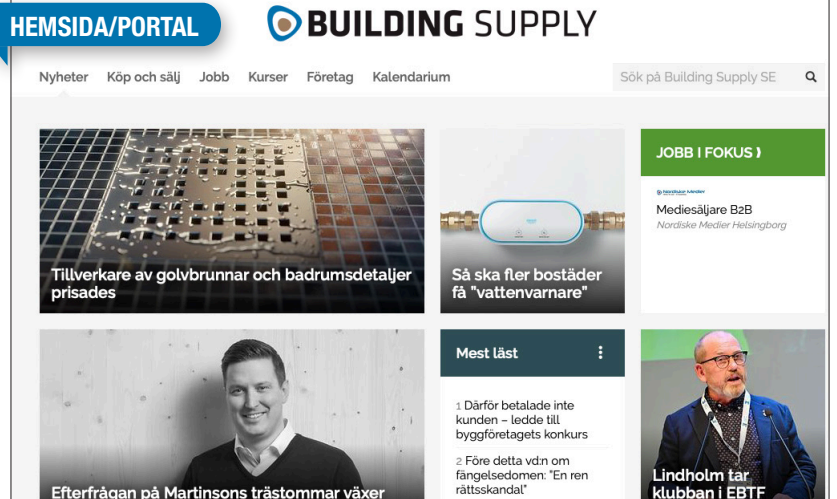 HEMSIDA/PORTAL
BUILDING SUPPLY
Nyheter Köp och sälj Jobb Kurser Företag Kalendarium
Sök på Building Supply SE
Tillverkare av golvbrunnar och badrumsdetaljer
prisades
Så ska fler bostäder
få "vattenvarnare"
JOBB I FOKUS
Nordiske Medier
Mediesäljare B2B
Nordiske Medier Helsingborg
Efterfrågan på Martinsons trästommar växer
Mest läst
1 Därför betalade inte
kunden – ledde till
byggföretagets konkurs
2 Före detta vd:n om
fängelsedomen: "En ren
rättsskandal"
Lindholm tar
klubban i EBTF